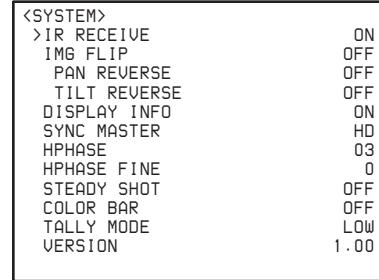 <SYSTEM>
>IR RECEIVE ON
IMG FLIP OFF
PAN REVERSE OFF
TILT REVERSE OFF
DISPLAY INFO ON
SYNC MASTER HD
HPHASE 03
HPHASE FINE 0
STEADY SHOT OFF
COLOR BAR OFF
TALLY MODE LOW
VERSION 1.00